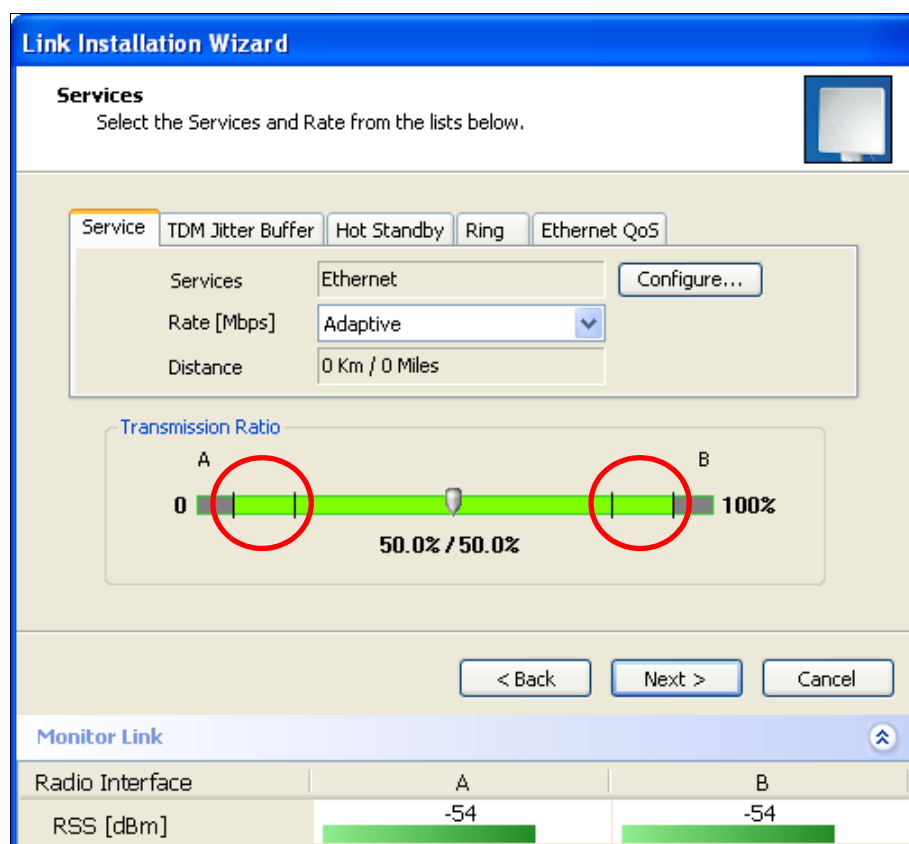 Link Installation Wizard
Services
Select the Services and Rate from the lists below.
Service TDM Jitter Buffer Hot Standby Ring Ethernet QoS
Services Ethernet Configure...
Rate [Mbps] Adaptive
Distance 0 Km / 0 Miles
Transmission Ratio
A B
0 100%
50.0% / 50.0%
< Back Next > Cancel
Monitor Link
Radio Interface A B
RSS [dBm] -54 -54